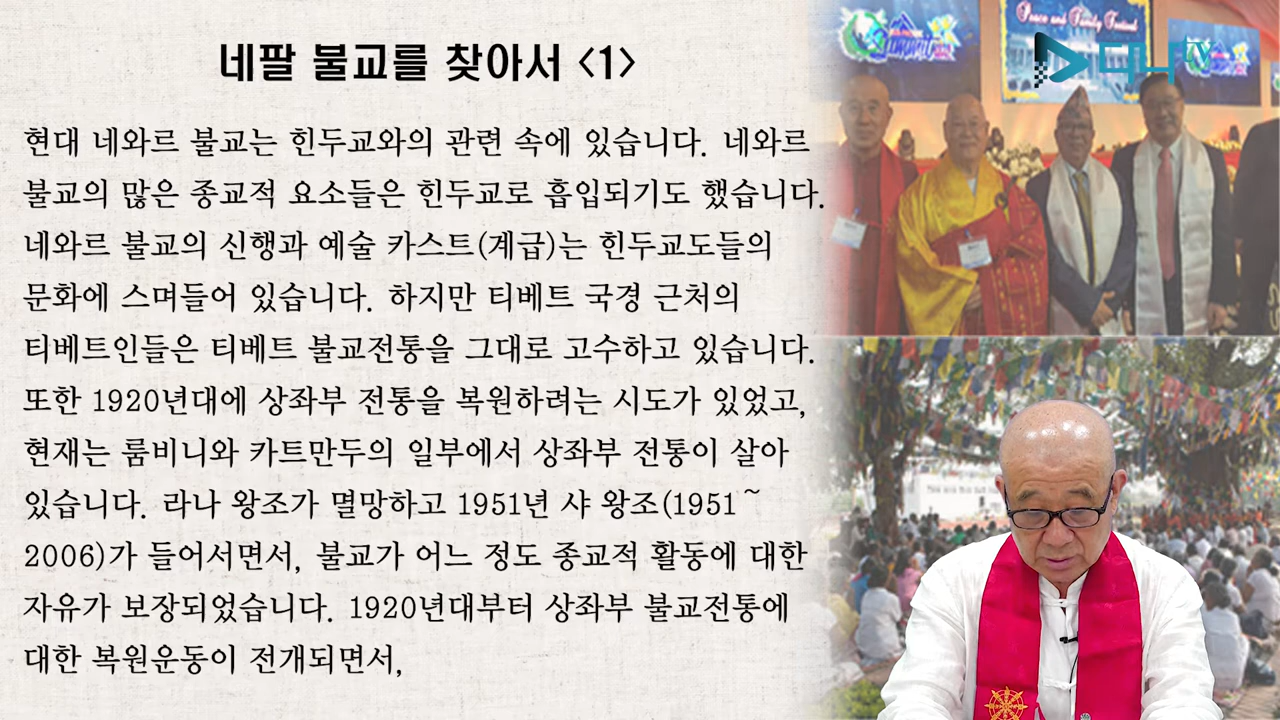 네팔 불교를 찾아서 <1>
현대 네와르 불교는 힌두교와의 관련 속에 있습니다. 네와르
불교의 많은 종교적 요소들은 힌두교로 흡입되기도 했습니다.
네와르 불교의 신행과 예술 카스트(계급)는 힌두교도들의
문화에 스며들어 있습니다. 하지만 티베트 국경 근처의
티베트인들은 티베트 불교전통을 그대로 고수하고 있습니다.
또한 1920년대에 상좌부 전통을 복원하려는 시도가 있었고,
현재는 룸비니와 카트만두의 일부에서 상좌부 전통이 살아
있습니다. 라나 왕조가 멸망하고 1951년 샤 왕조(1951~
2006)가 들어서면서, 불교가 어느 정도 종교적 활동에 대한
자유가 보장되었습니다. 1920년대부터 상좌부 불교전통에
대한 복원운동이 전개되면서,
Peace and Family Festival
Summit
다나 TV